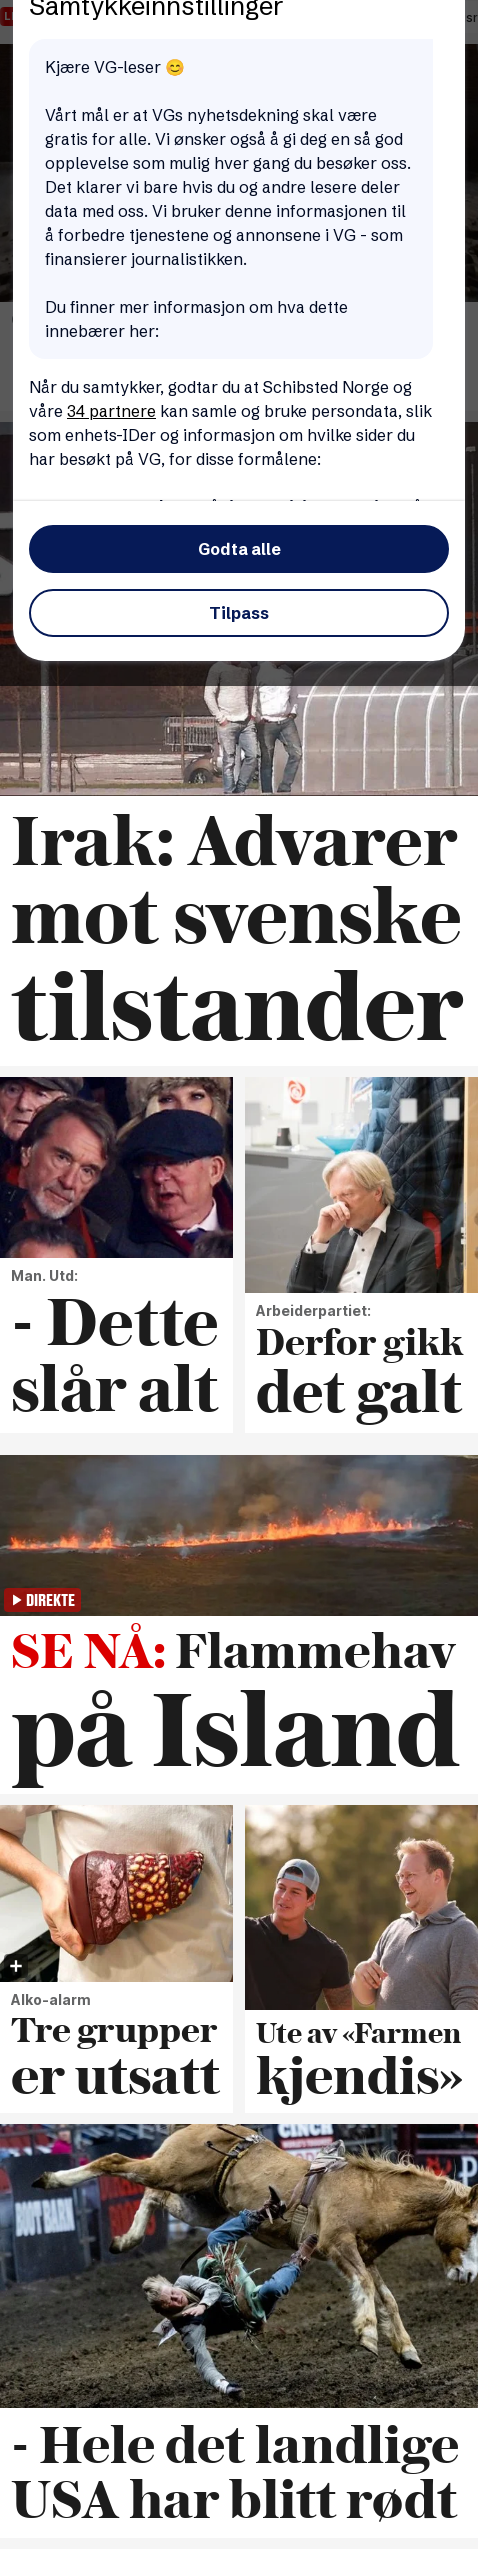 Samtykkeinnstillinger
Kjære VG-leser 😊
Vårt mål er at VGs nyhetsdekning skal være
gratis for alle. Vi ønsker også å gi deg en så god
opplevelse som mulig hver gang du besøker oss.
Det klarer vi bare hvis du og andre lesere deler
data med oss. Vi bruker denne informasjonen til
å forbedre tjenestene og annonsene i VG - som
finansierer journalistikken.
Du finner mer informasjon om hva dette
innebærer her:
Når du samtykker, godtar du at Schibsted Norge og
våre 34 partnere kan samle og bruke persondata, slik
som enhets-IDer og informasjon om hvilke sider du
har besøkt på VG, for disse formålene:
Godta alle
Tilpass
Irak: Advarer
mot svenske
tilstander
Man. Utd:
- Dette
slår alt
Arbeiderpartiet:
Derfor gikk
det galt
DIREKTE
SE NÅ: Flammehav
på Island
Alko-alarm
Tre grupper
er utsatt
Ute av «Farmen
kjendis»
BOOT BARN
- Hele det landlige
USA har blitt rødt